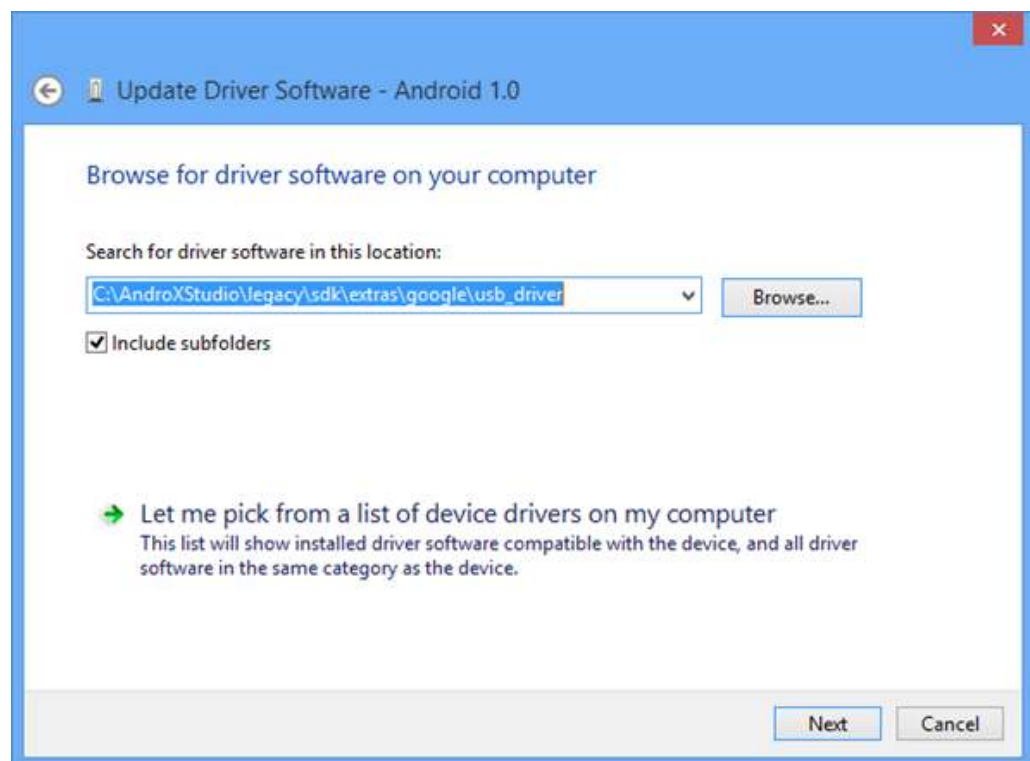 Update Driver Software - Android 1.0
Browse for driver software on your computer
Search for driver software in this location:
C:\AndroXStudio\legacy\sdk\extras\google\usb_driver
Browse...
Include subfolders
Let me pick from a list of device drivers on my computer
This list will show installed driver software compatible with the device, and all driver
software in the same category as the device.
Next
Cancel